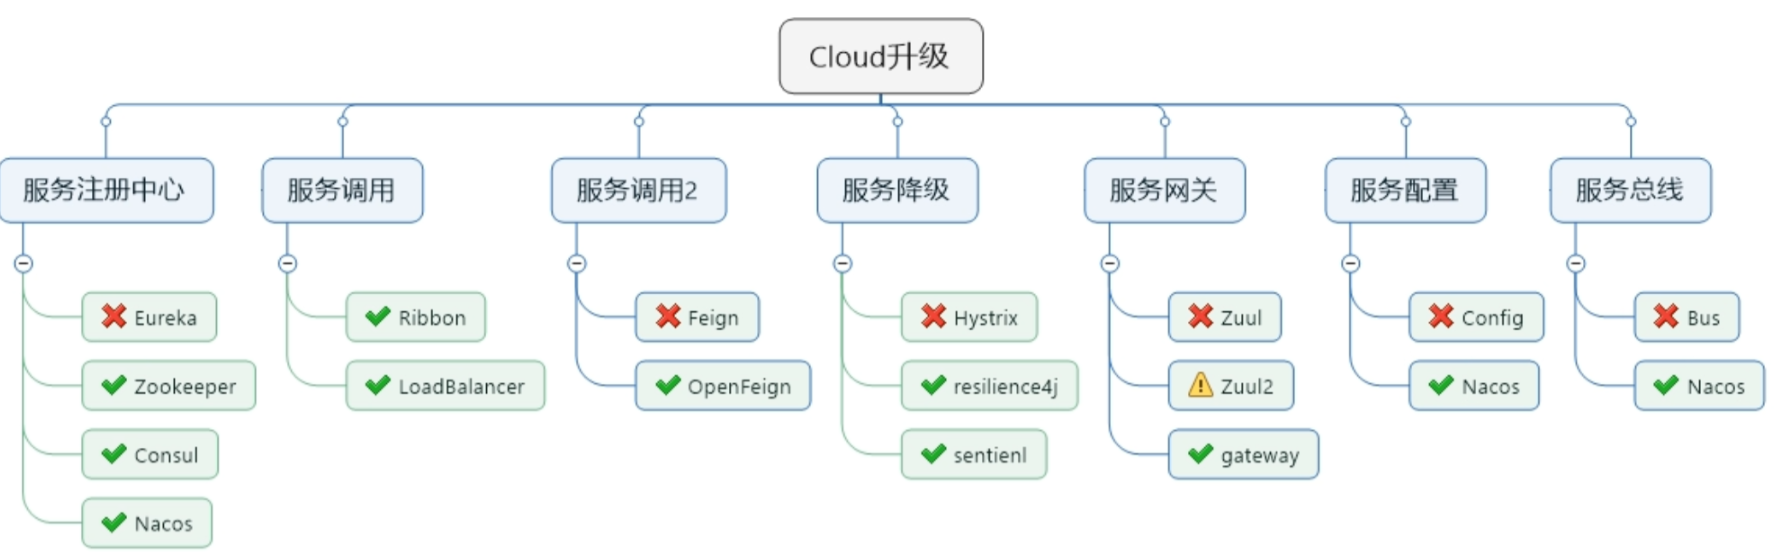 Cloud升级
服务注册中心
Eureka
Zookeeper
Consul
Nacos
服务调用
Ribbon
LoadBalancer
服务调用2
Feign
OpenFeign
服务降级
Hystrix
resilience4j
sentienl
服务网关
Zuul
Zuul2
gateway
服务配置
Config
Nacos
服务总线
Bus
Nacos